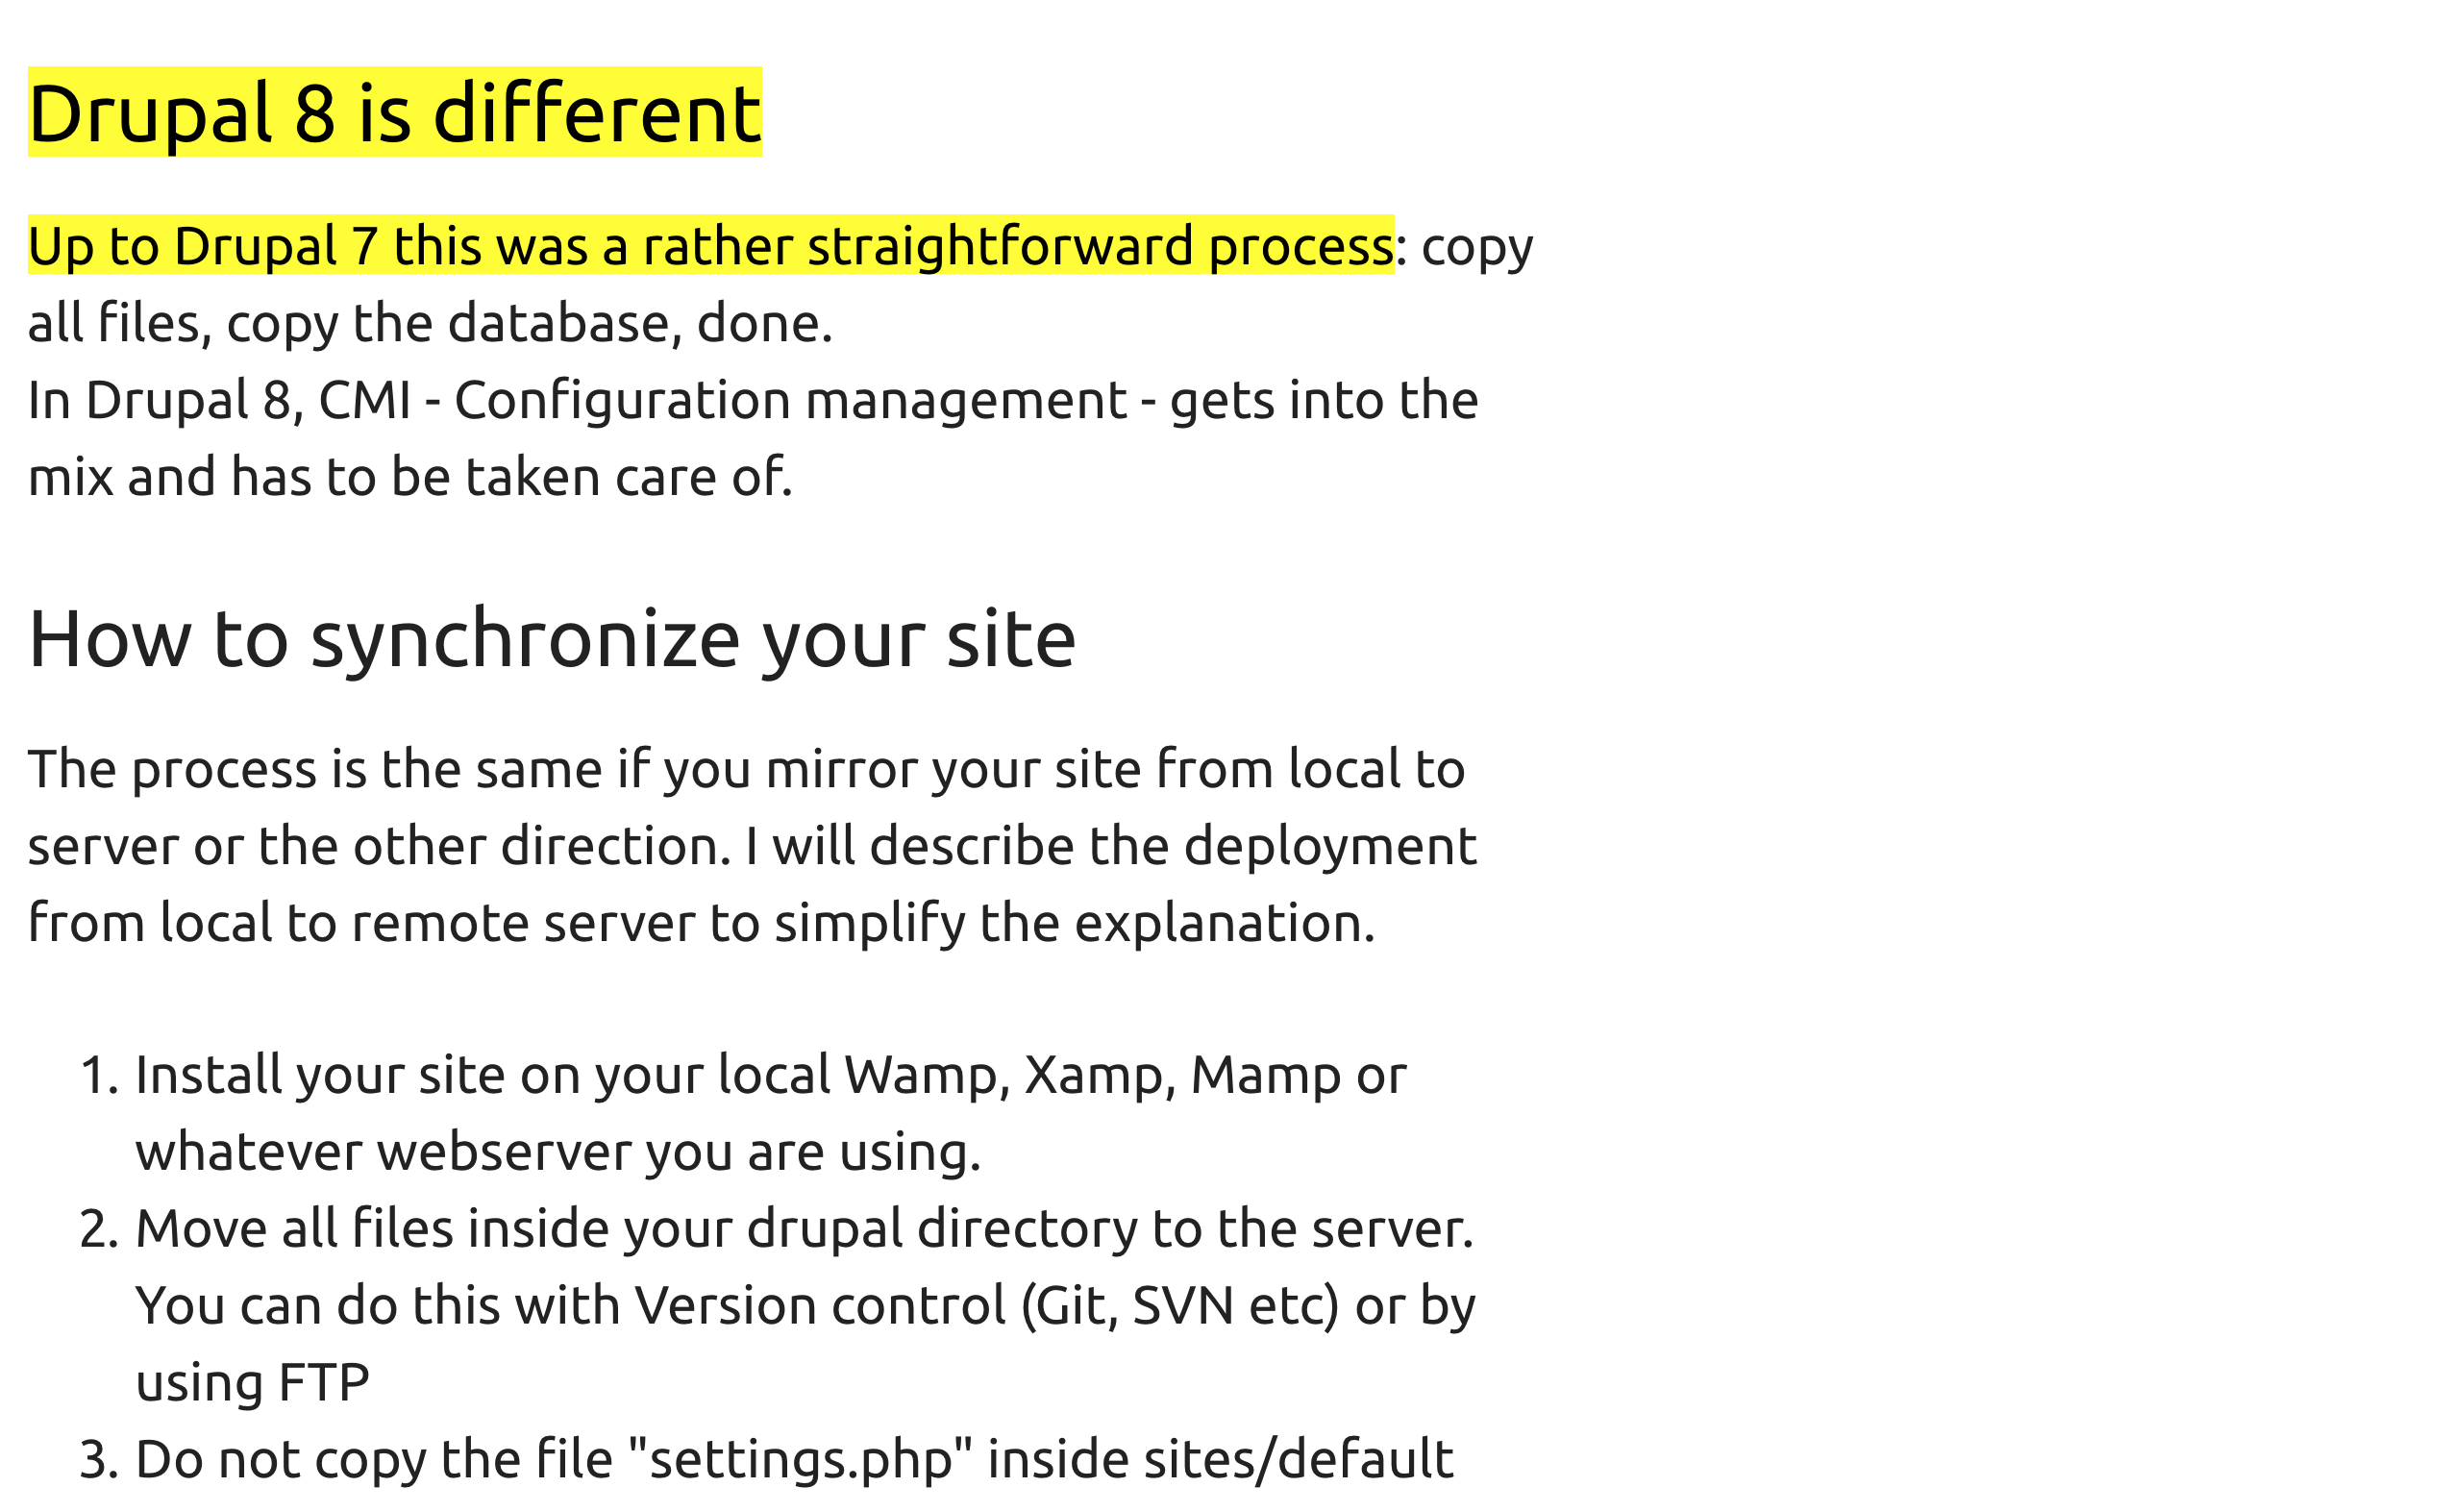 Drupal 8 is different
Up to Drupal 7 this was a rather straightforward process: copy
all files, copy the database, done.
In Drupal 8, CMI - Configuration management - gets into the
mix and has to be taken care of.
How to synchronize your site
The process is the same if you mirror your site from local to
server or the other direction. I will describe the deployment
from local to remote server to simplify the explanation.
1. Install your site on your local Wamp, Xamp, Mamp or
whatever webserver you are using.
2. Move all files inside your drupal directory to the server.
You can do this with Version control (Git, SVN etc) or by
using FTP
3. Do not copy the file "settings.php" inside sites/default